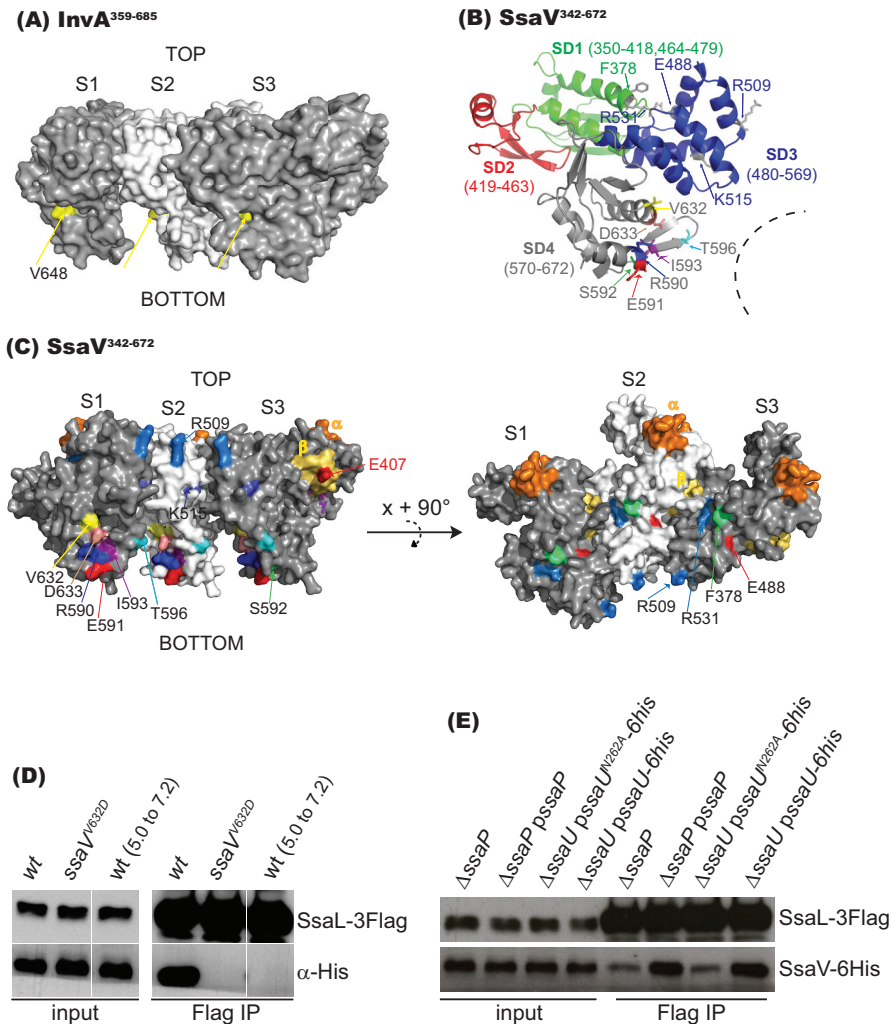 (A) InvA359-685
TOP
S1 S2 S3
V648
BOTTOM
(B) SsaV342-672
SD1 (350-418,464-479)
F378 E488
R509
R531
SD2
(419-463)
SD3
(480-569)
K515
V632
D633
T596
SD4
(570-672)
I593
R590
S592
E591
(C) SsaV342-672
TOP
S1 S2 S3
R509
α
β
E407
K515
V632
D633
R590
E591
I593
T596
S592
BOTTOM
x + 90°
S2
S1 S3
α
β
R509
R531
F378
E488
(D)
wt
ssaVV632D
wt (5.0 to 7.2)
wt
ssaVV632D
wt (5.0 to 7.2)
SsaL-3Flag
α-His
input Flag IP
(E)
ΔssaP
ΔssaP pssaP
ΔssaU pssaUN262A-6his
ΔssaU pssaU-6his
ΔssaP
ΔssaP pssaP
ΔssaU pssaUN262A-6his
ΔssaU pssaU-6his
SsaL-3Flag
SsaV-6His
input Flag IP